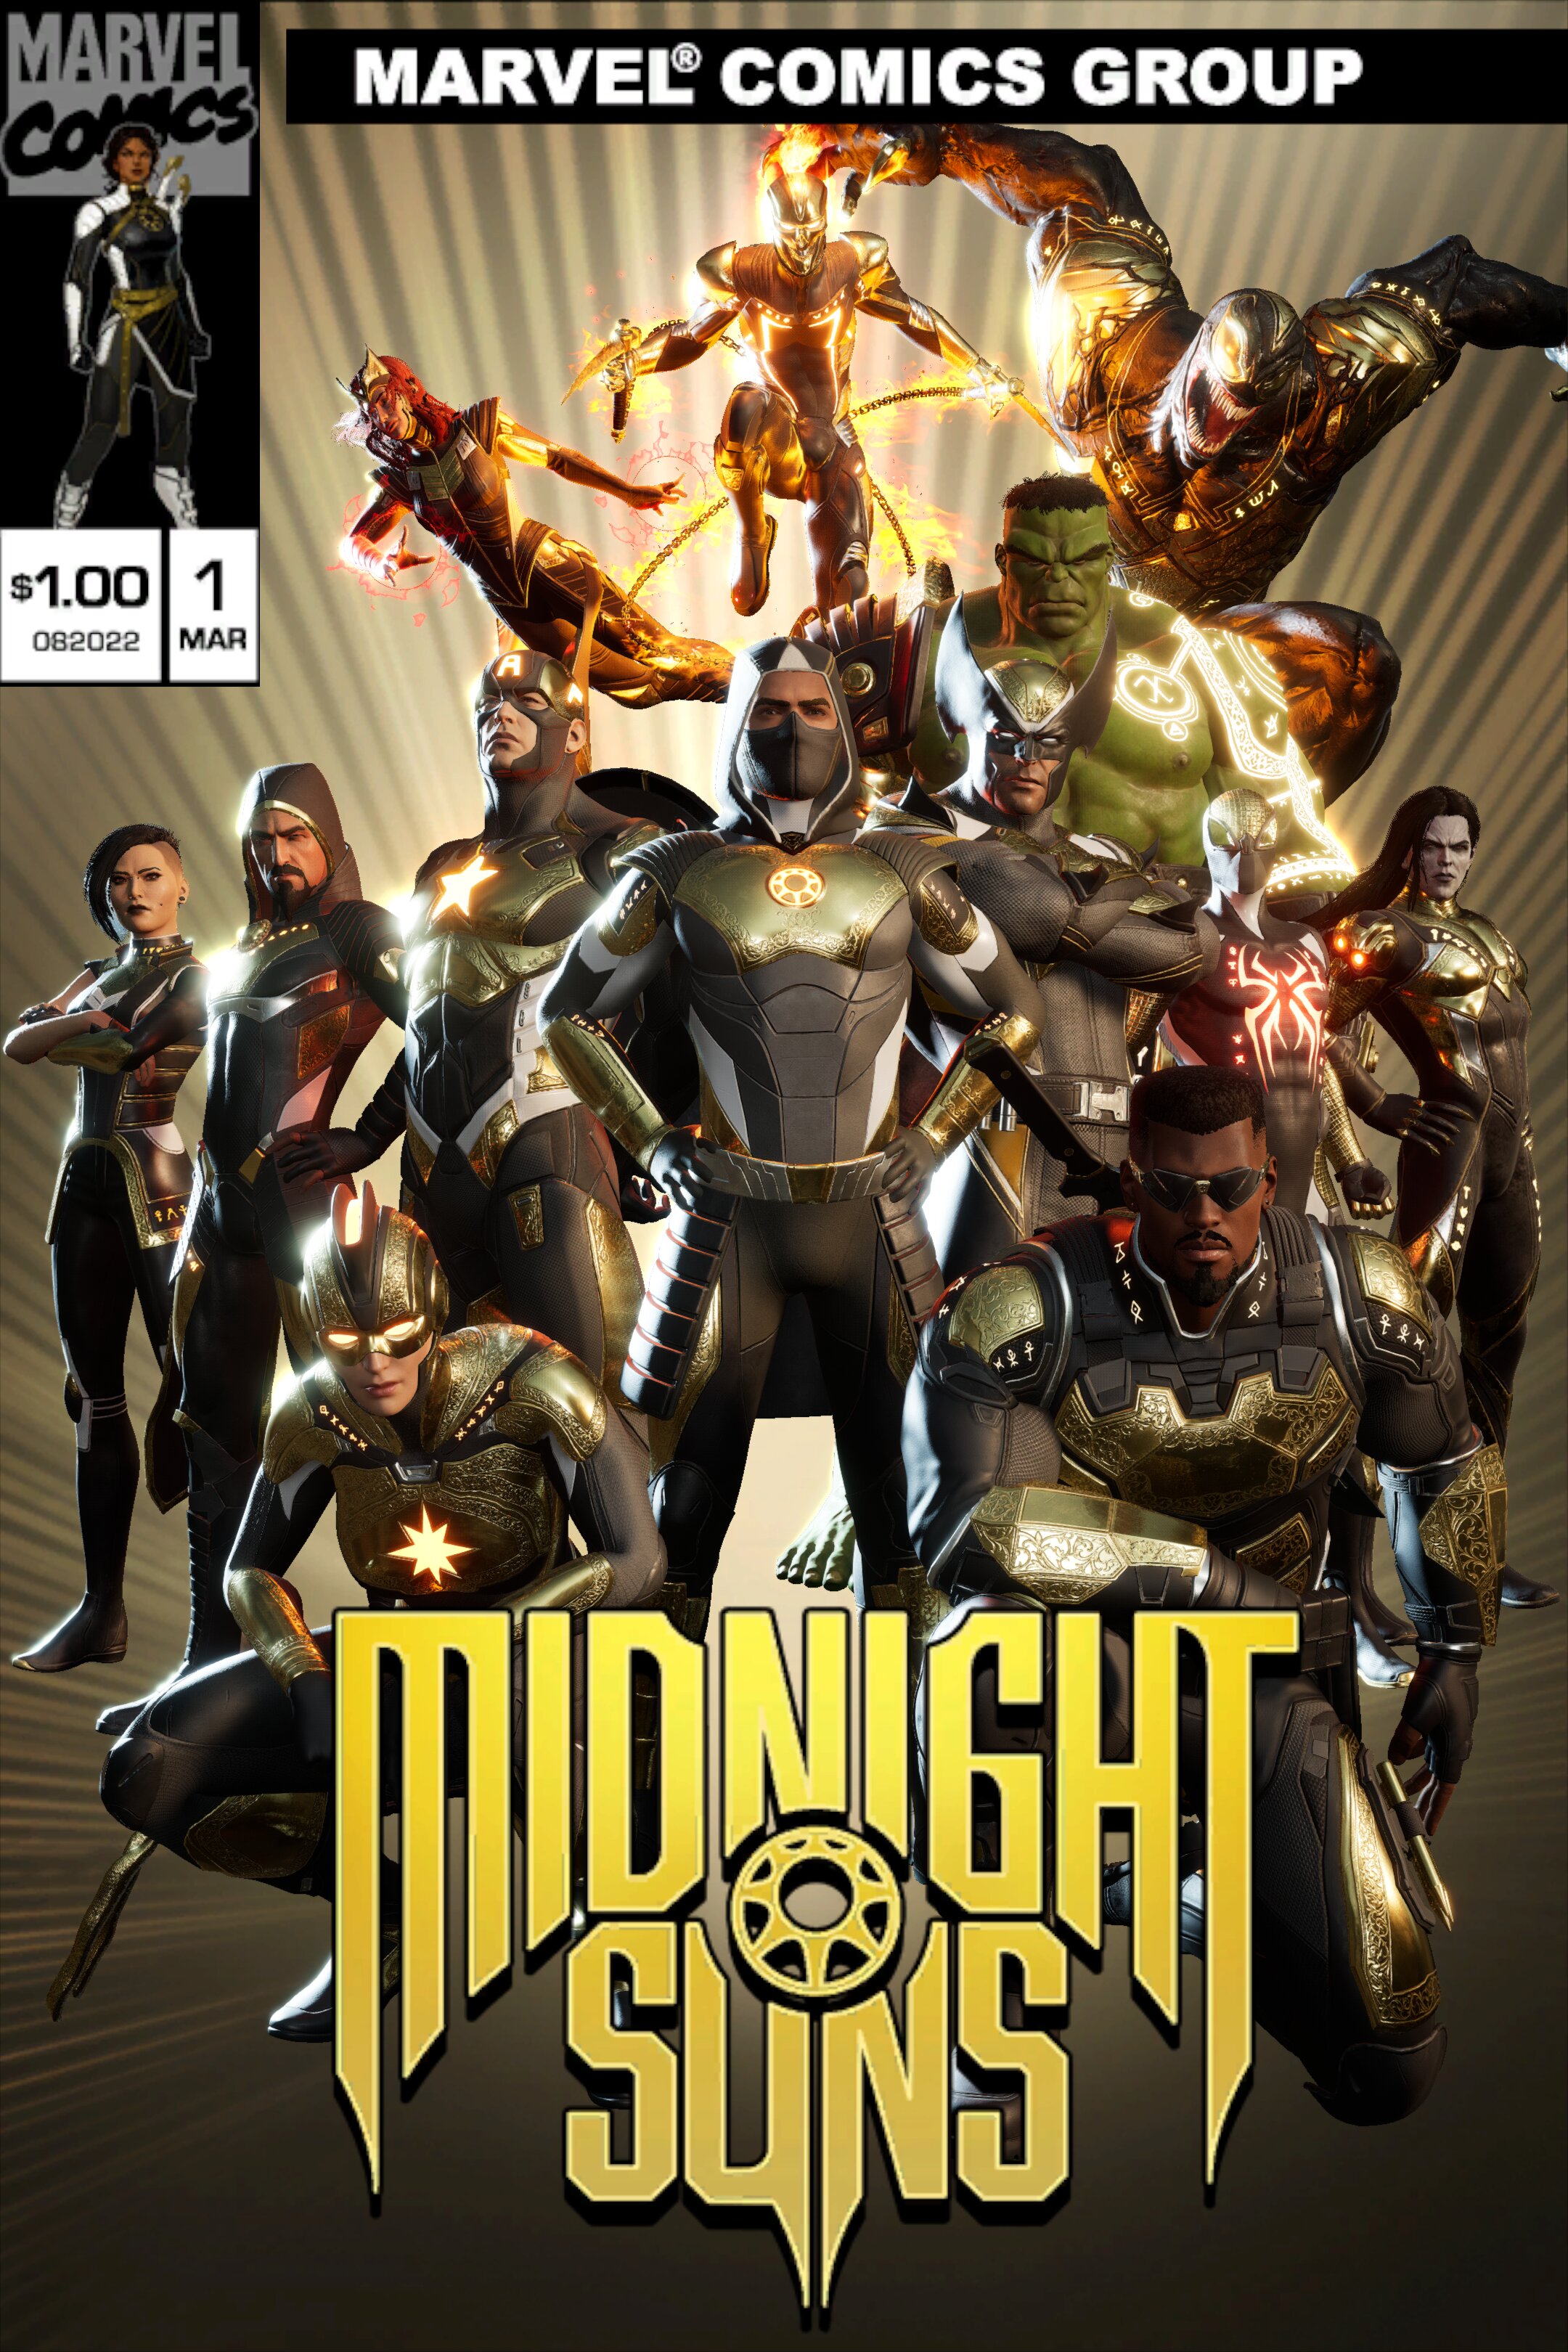 MARVEL
COMICS
MARVEL® COMICS GROUP
$1.00
082022
1
MAR
A
MIDNIGHT
SUNS